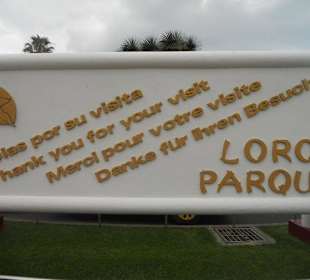 por su visita
Thank you for your visit
Merci pour votre visite
Danke für Ihren Besuch
LORO
PARQUE